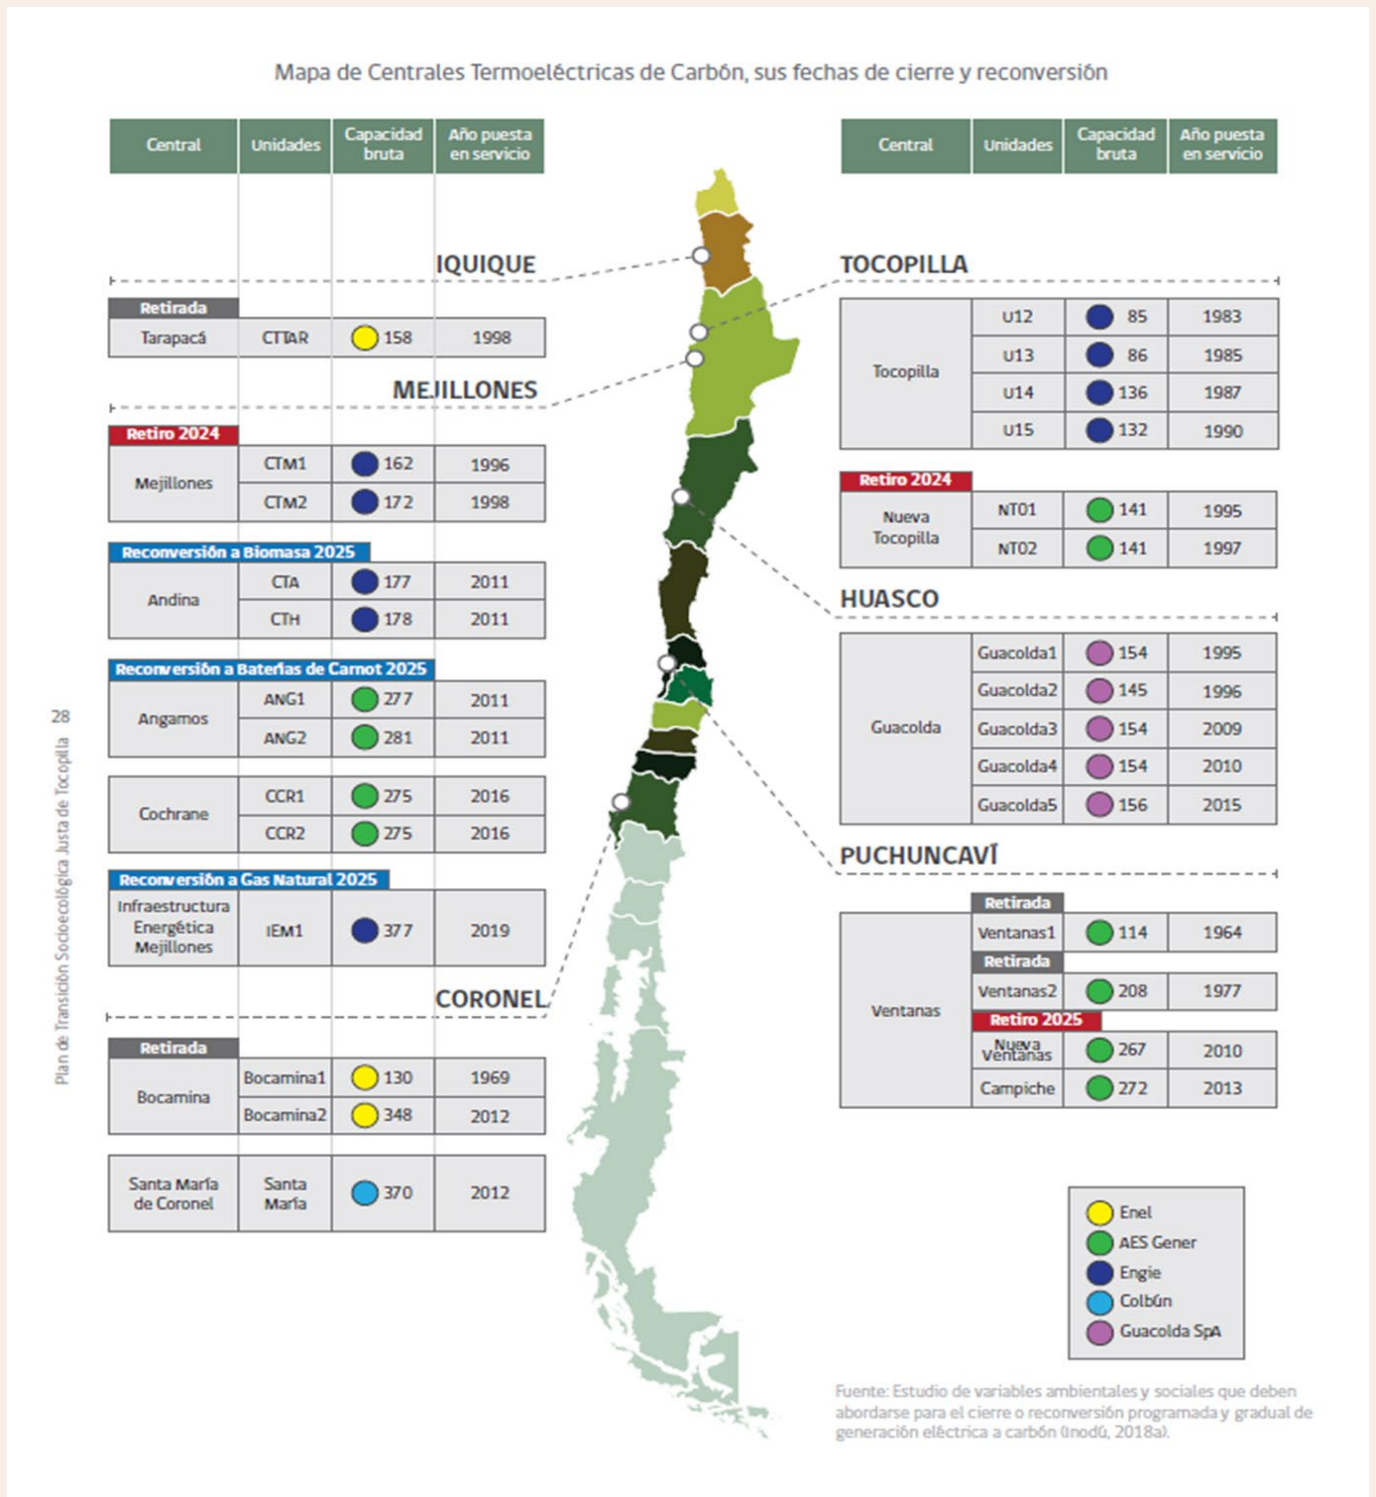 Mapa de Centrales Termoeléctricas de Carbón, sus fechas de cierre y reconversión
Central Unidades Capacidad bruta Año puesta en servicio
IQUIQUE
Retirada
Tarapacá CTTAR 158 1998
MEJILLONES
Retiro 2024
Mejillones
CTM1 162 1996
CTM2 172 1998
Reconversión a Biomasa 2025
Andina
CTA 177 2011
CTH 178 2011
Reconversión a Baterías de Carnot 2025
Angamos
ANG1 277 2011
ANG2 281 2011
Cochrane
CCR1 275 2016
CCR2 275 2016
Reconversión a Gas Natural 2025
Infraestructura
Energética
Mejillones
IEM1 377 2019
CORONEL
Retirada
Bocamina
Bocamina1 130 1969
Bocamina2 348 2012
Santa María
de Coronel
Santa
María
370 2012
Central Unidades Capacidad bruta Año puesta en servicio
TOCOPILLA
Tocopilla
U12 85 1983
U13 86 1985
U14 136 1987
U15 132 1990
Retiro 2024
Nueva
Tocopilla
NT01 141 1995
NT02 141 1997
HUASCO
Guacolda
Guacolda1 154 1995
Guacolda2 145 1996
Guacolda3 154 2009
Guacolda4 154 2010
Guacolda5 156 2015
PUCHUNCAVÍ
Ventanas
Retirada
Ventanas1 114 1964
Retirada
Ventanas2 208 1977
Retiro 2025
Nueva
Ventanas
267 2010
Campiche 272 2013
Enel
AES Gener
Engie
Colbún
Guacolda SpA
Fuente: Estudio de variables ambientales y sociales que deben
abordarse para el cierre o reconversión programada y gradual de
generación eléctrica a carbón (Inodú, 2018a).
Plan de Transición Socioecológica Justa de Tocopilla 28